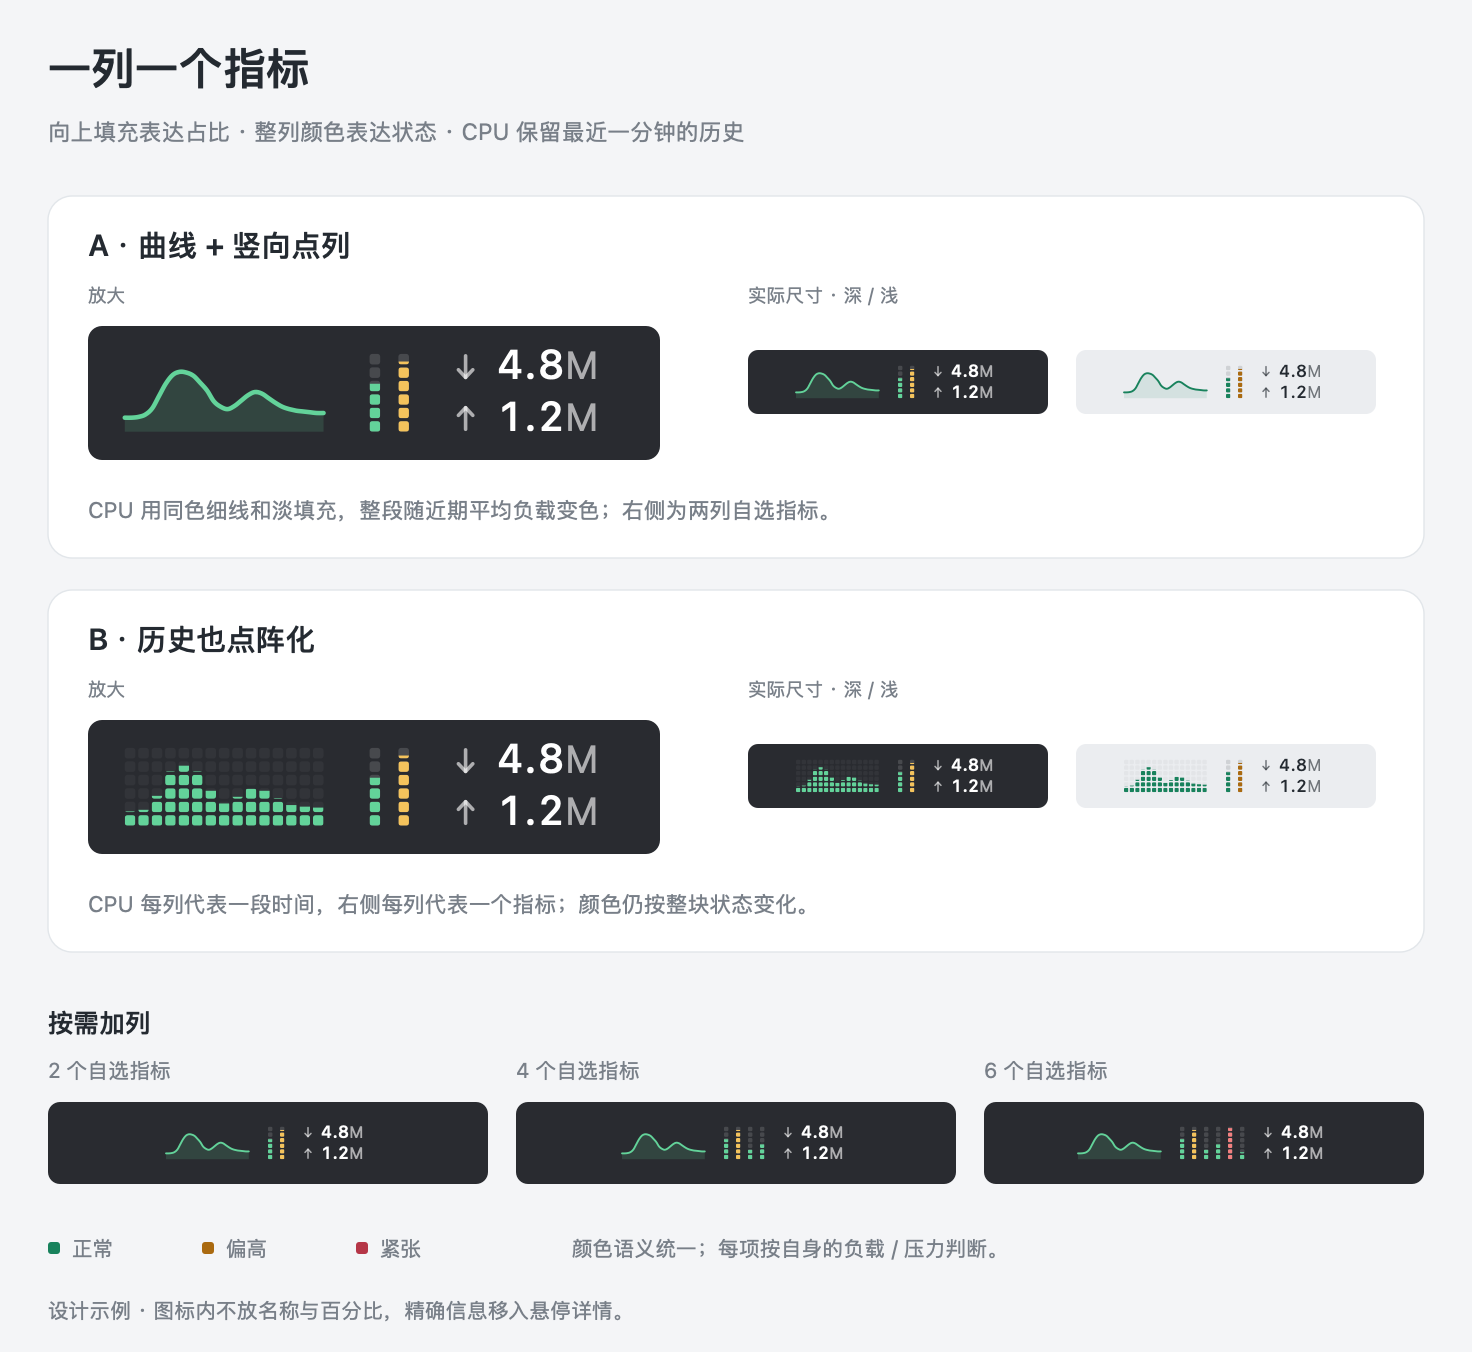 一列一个指标
向上填充表达占比 · 整列颜色表达状态 · CPU 保留最近一分钟的历史
A · 曲线 + 竖向点列
放大
实际尺寸 · 深 / 浅
↓ 4.8M
↑ 1.2M
↓ 4.8M
↑ 1.2M
↓ 4.8M
↑ 1.2M
CPU 用同色细线和淡填充，整段随近期平均负载变色；右侧为两列自选指标。
B · 历史也点阵化
放大
实际尺寸 · 深 / 浅
↓ 4.8M
↑ 1.2M
↓ 4.8M
↑ 1.2M
↓ 4.8M
↑ 1.2M
CPU 每列代表一段时间，右侧每列代表一个指标；颜色仍按整块状态变化。
按需加列
2 个自选指标
4 个自选指标
6 个自选指标
↓ 4.8M
↑ 1.2M
↓ 4.8M
↑ 1.2M
↓ 4.8M
↑ 1.2M
正常
偏高
紧张
颜色语义统一；每项按自身的负载 / 压力判断。
设计示例 · 图标内不放名称与百分比，精确信息移入悬停详情。